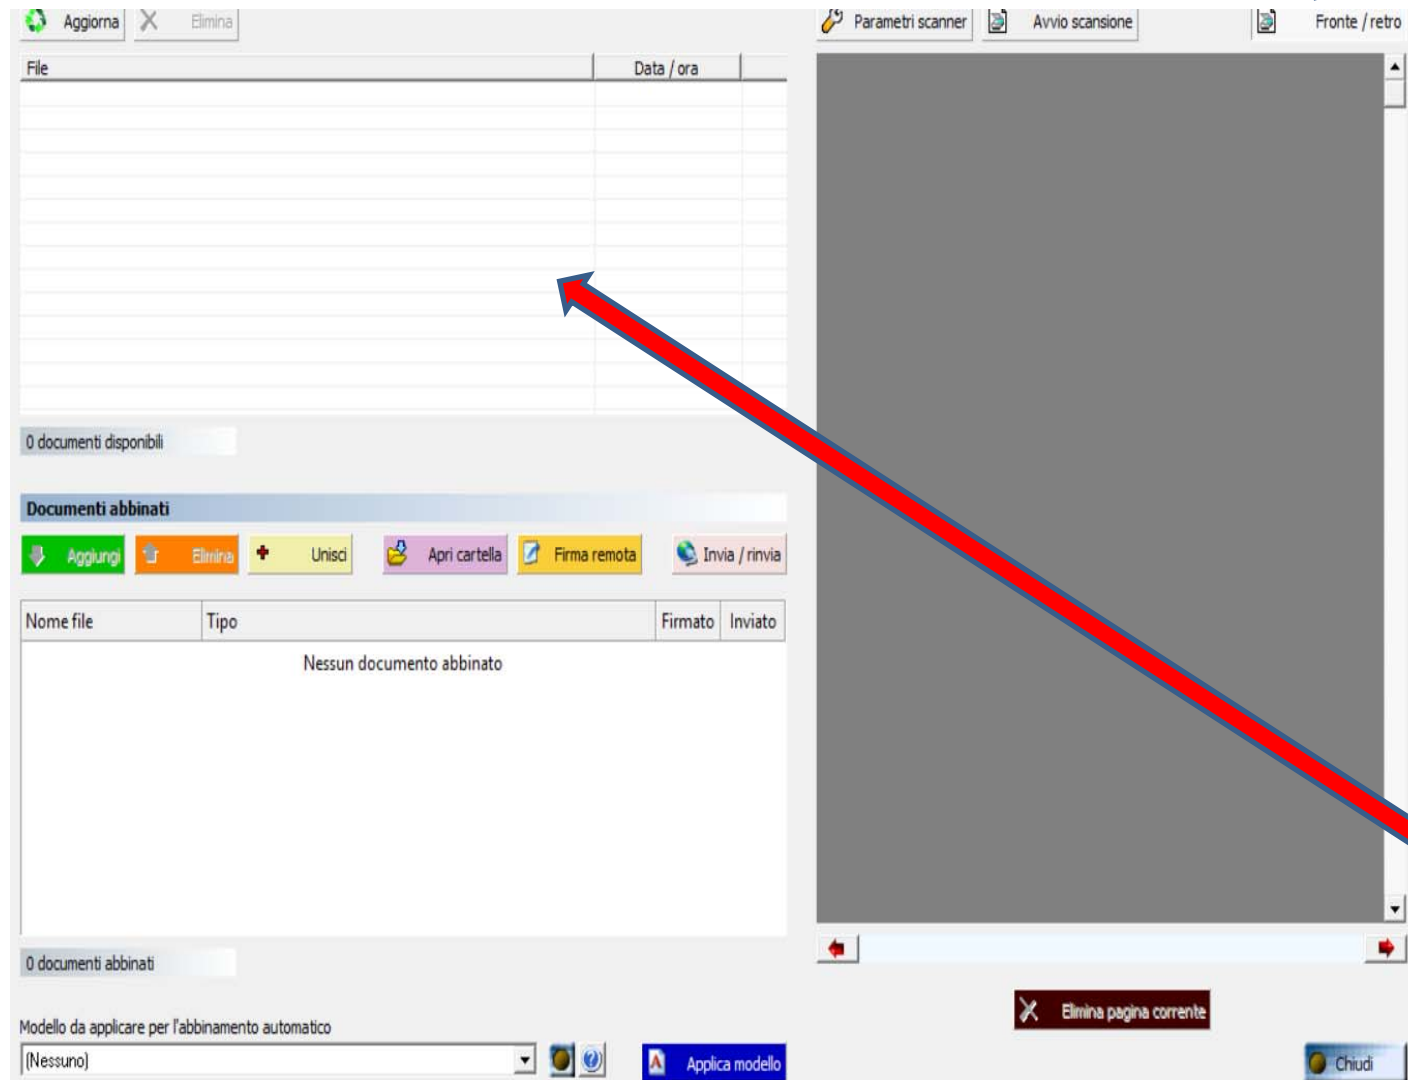 Aggiorna Elimina Parametri scanner Avvio scansione Fronte / retro
File Data / ora
0 documenti disponibili
Documenti abbinati
Aggiungi Elimina Unisci Apri cartella Firma remota Invia / rinvia
Nome file Tipo Firmato Inviato
Nessun documento abbinato
0 documenti abbinati
Elimina pagina corrente
Modello da applicare per l'abbinamento automatico
(Nessuno) Applica modello Chiudi